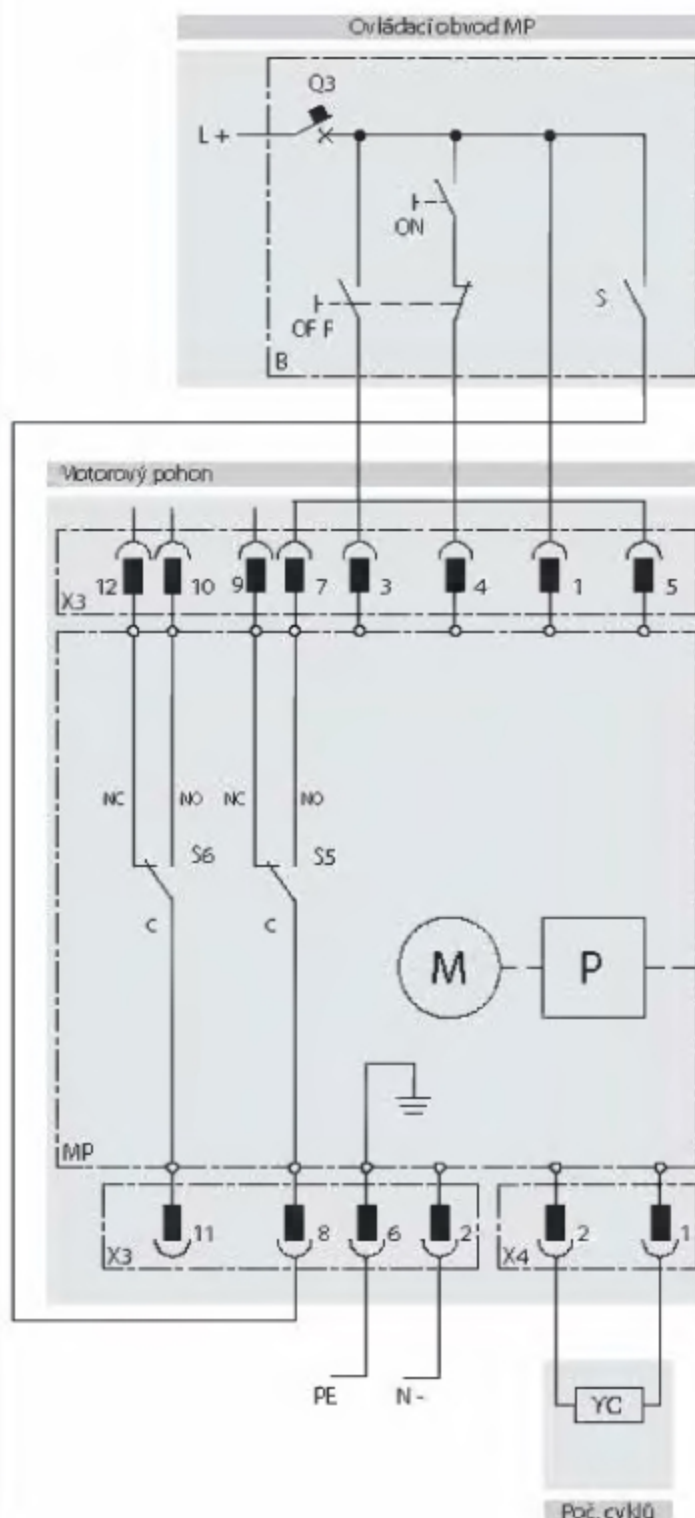 Ovládací obvod MP
Q3
L +
ON
S
OFF
B
Motorový pohon
12 10 9 7 3 4 1 5
X3
NC NO NC NO
S6 S5
C C
M P
MP
11 8 6 2 2 1
X3 X4
PE N -
YC
Poč. cyklů